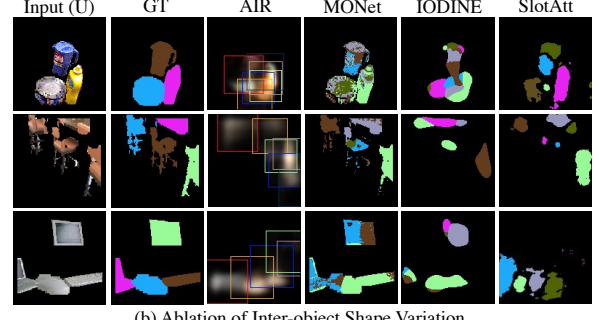 Input (U) GT AIR MONet IODINE SlotAtt
(b) Ablation of Inter-object Shape Variation